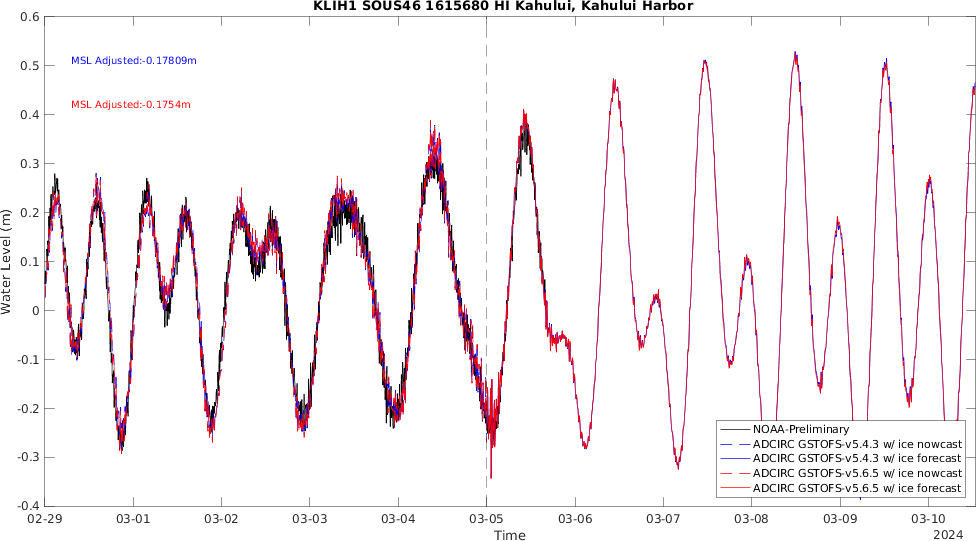 KLIH1 SOUS46 1615680 HI Kahului, Kahului Harbor
0.6
0.5
0.4
0.3
0.2
0.1
0
-0.1
-0.2
-0.3
-0.4
Water Level (m)
MSL Adjusted:-0.17809m
MSL Adjusted:-0.1754m
NOAA-Preliminary
ADCIRC GSTOFS-v5.4.3 w/ ice nowcast
ADCIRC GSTOFS-v5.4.3 w/ ice forecast
ADCIRC GSTOFS-v5.6.5 w/ ice nowcast
ADCIRC GSTOFS-v5.6.5 w/ ice forecast
02-29 03-01 03-02 03-03 03-04 03-05 03-06 03-07 03-08 03-09 03-10
Time
2024